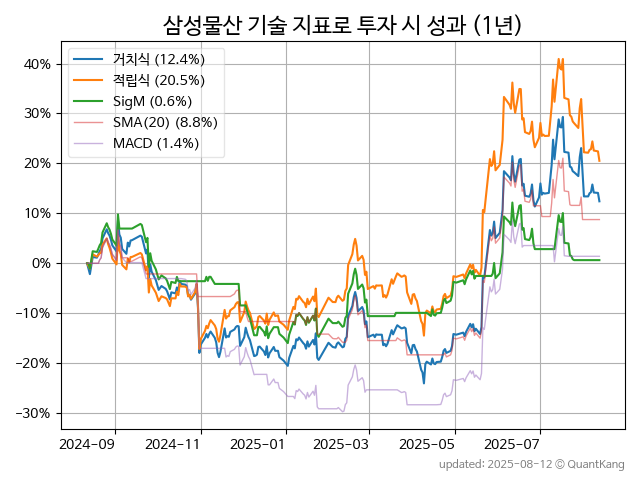 삼성물산 기술 지표로 투자 시 성과 (1년)
거치식 (12.4%)
적립식 (20.5%)
SigM (0.6%)
SMA(20) (8.8%)
MACD (1.4%)
40%
30%
20%
10%
0%
−10%
−20%
−30%
2024−09 2024−11 2025−01 2025−03 2025−05 2025−07
updated: 2025-08-12 © QuantKang